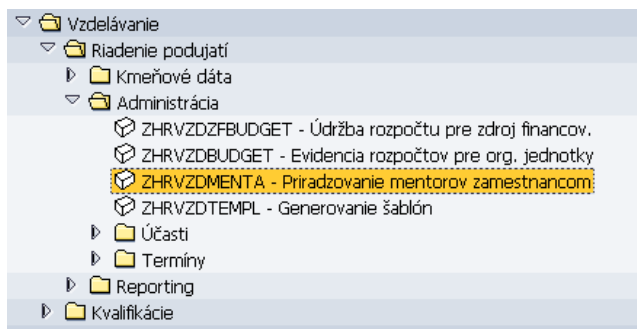 Vzdelávanie
Riadenie podujatí
Kmeňové dáta
Administrácia
ZHRVZDZFBUDGET - Údržba rozpočtu pre zdroj financov.
ZHRVZDBUDGET - Evidencia rozpočtov pre org. jednotky
ZHRVZDMENTA - Priradzovanie mentorov zamestnancom
ZHRVZDTEMPL - Generovanie šablón
Účasti
Termíny
Reporting
Kvalifikácie